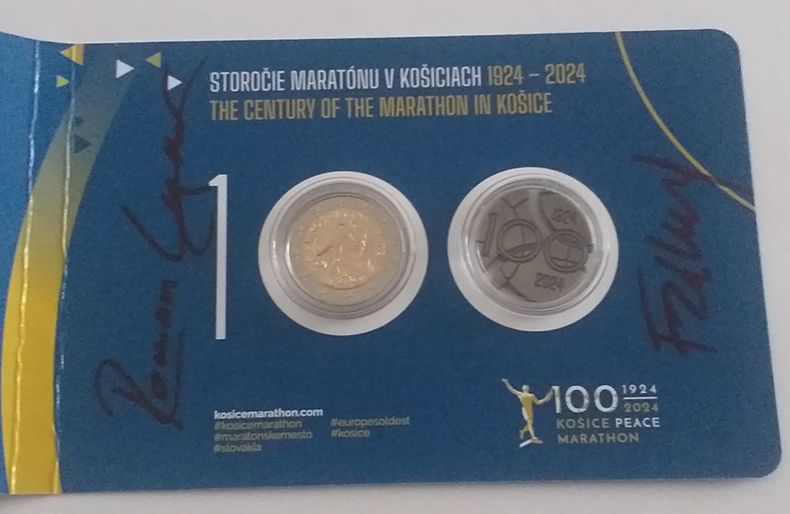 STOROČIE MARATÓNU V KOŠICIACH 1924 – 2024
THE CENTURY OF THE MARATHON IN KOŠICE
1
1924
100
2024
Roman
kosicemarathon.com
#kosicemarathon
#maratonskemesto
#slovakia
#europesoldest
#kosice
100 1924 2024
KOŠICE PEACE
MARATHON